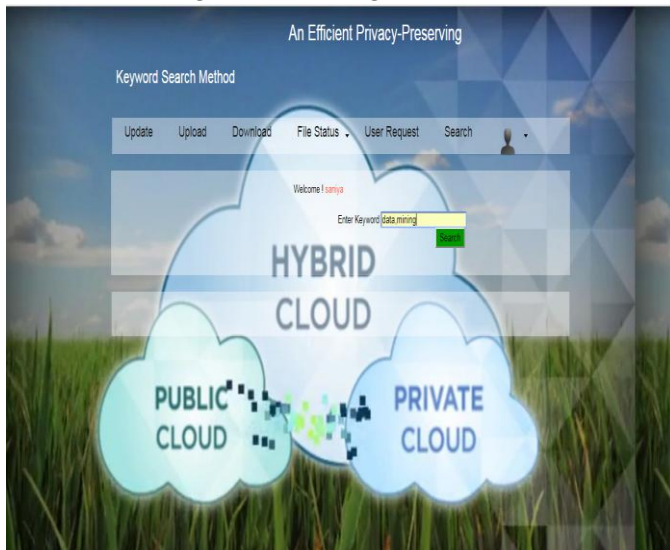 An Efficient Privacy-Preserving
Keyword Search Method
Update Upload Download File Status User Request Search
Welcome ! saniya
Enter Keyword data,mining
Search
HYBRID
CLOUD
PUBLIC
CLOUD
PRIVATE
CLOUD